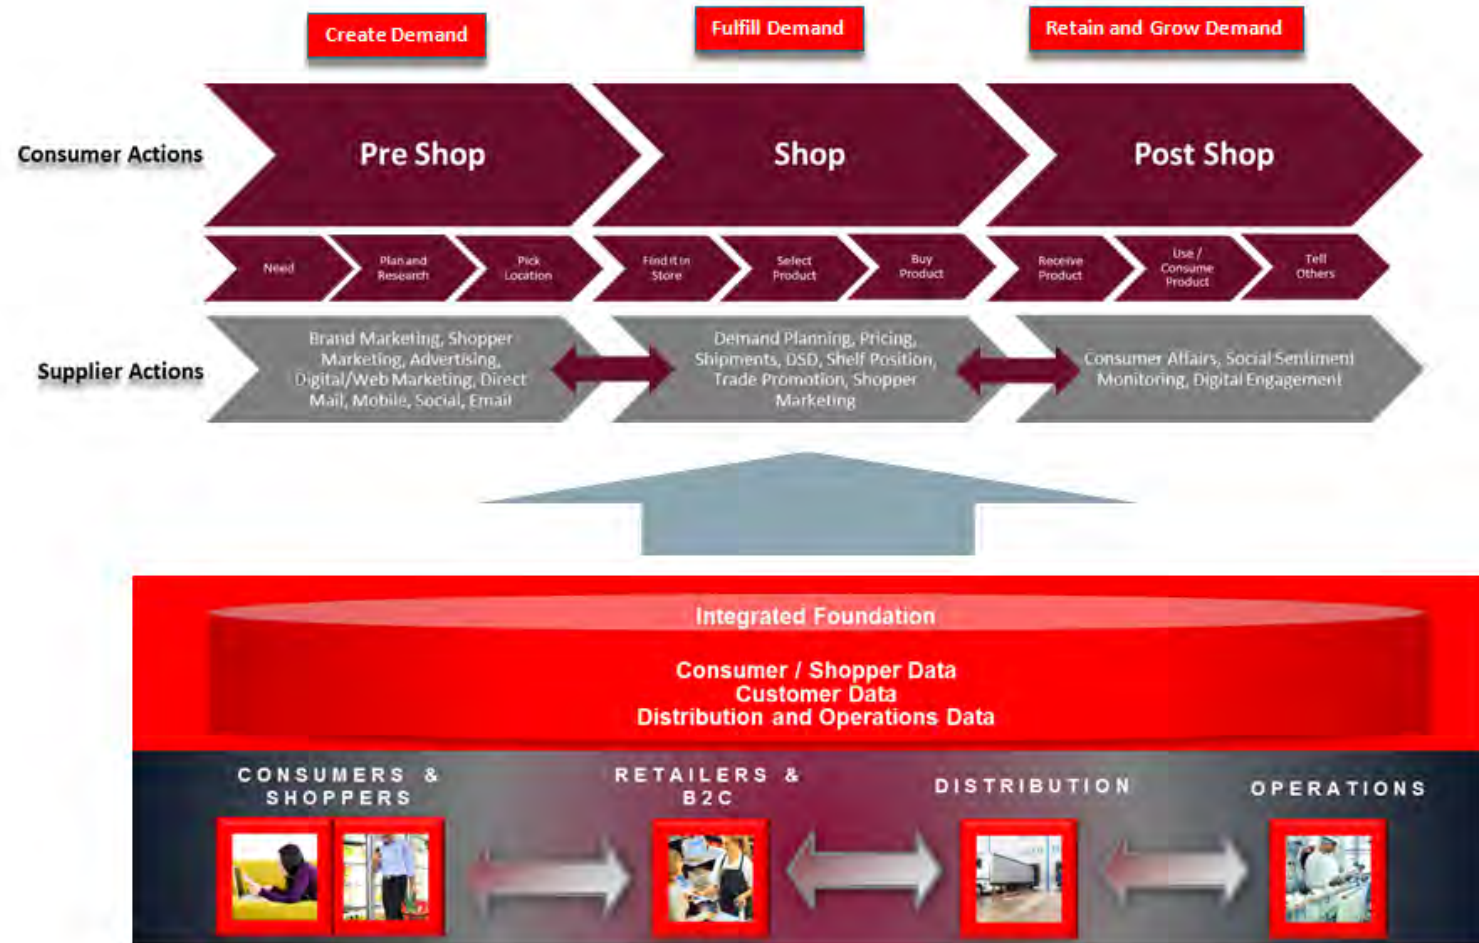 Create Demand
Fulfill Demand
Retain and Grow Demand
Consumer Actions
Pre Shop
Shop
Post Shop
Need
Plan and
Research
Pick
Location
Find it in
Store
Select
Product
Buy
Product
Receive
Product
Use /
Consume
Product
Tell
Others
Supplier Actions
Brand Marketing, Shopper
Marketing, Advertising,
Digital/Web Marketing, Direct
Mail, Mobile, Social, Email
Demand Planning, Pricing,
Shipments, DSD, Shelf Position,
Trade Promotion, Shopper
Marketing
Consumer Affairs, Social Sentiment
Monitoring, Digital Engagement
Integrated Foundation
Consumer / Shopper Data
Customer Data
Distribution and Operations Data
CONSUMERS &
SHOPPERS
RETAILERS &
B2C
DISTRIBUTION
OPERATIONS